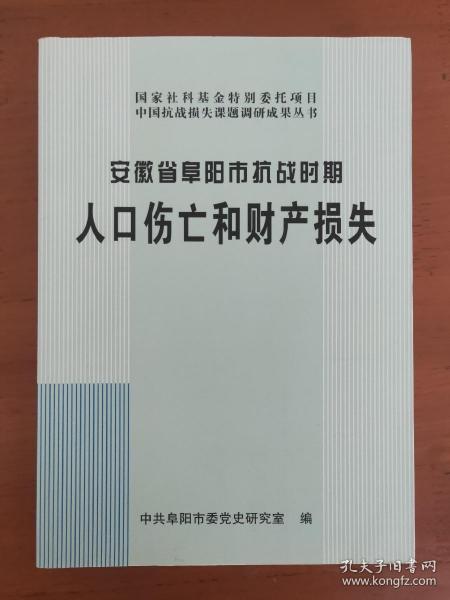 国家社科基金特别委托项目
中国抗战损失课题调研成果丛书
安徽省阜阳市抗战时期
人口伤亡和财产损失
中共阜阳市委党史研究室 编
孔夫子旧书网
www.kongfz.com